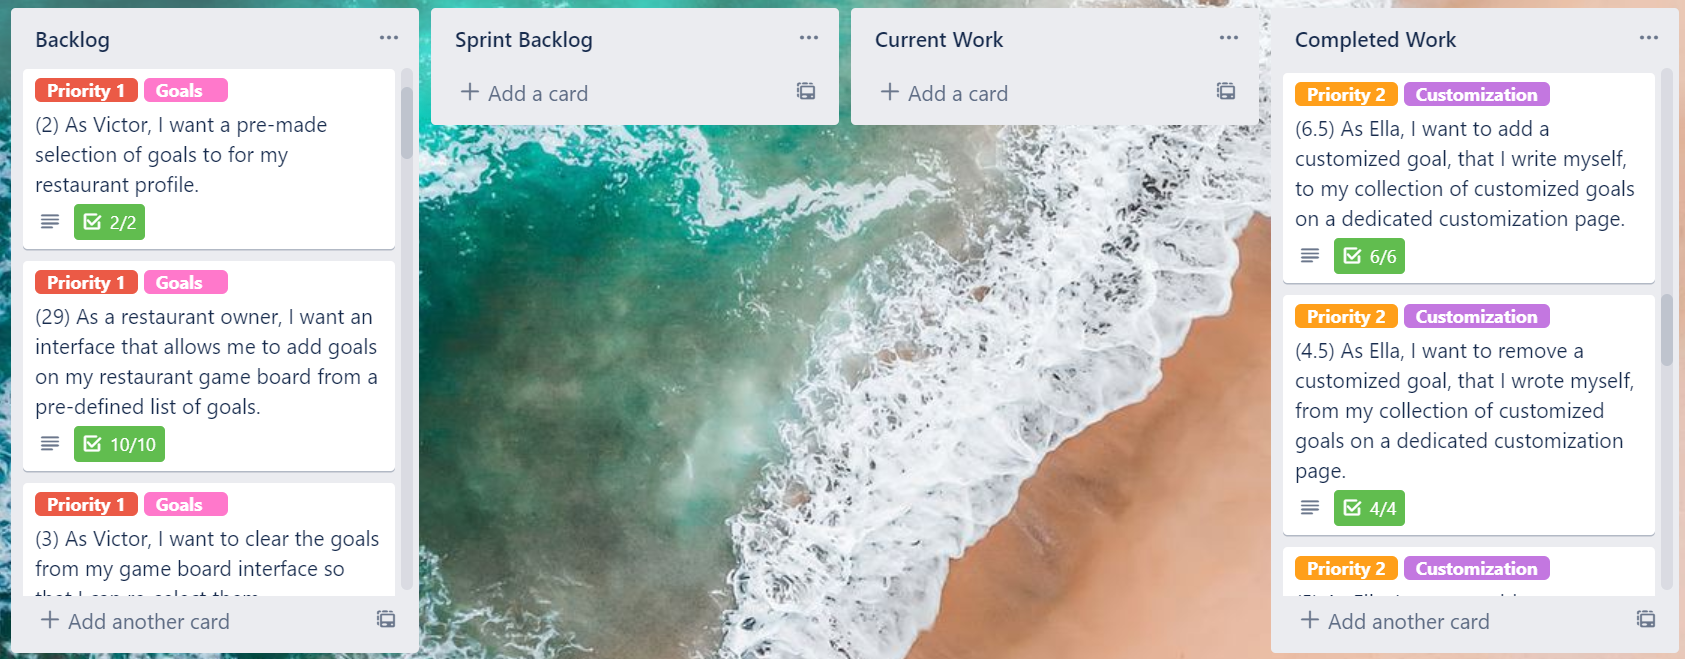 Backlog
Priority 1 Goals
(2) As Victor, I want a pre-made
selection of goals to for my
restaurant profile.
2/2
Priority 1 Goals
(29) As a restaurant owner, I want an
interface that allows me to add goals
on my restaurant game board from a
pre-defined list of goals.
10/10
Priority 1 Goals
(3) As Victor, I want to clear the goals
from my game board interface so
that I can re-select them
Add another card
Sprint Backlog
Add a card
Current Work
Add a card
Completed Work
Priority 2 Customization
(6.5) As Ella, I want to add a
customized goal, that I write myself,
to my collection of customized goals
on a dedicated customization page.
6/6
Priority 2 Customization
(4.5) As Ella, I want to remove a
customized goal, that I wrote myself,
from my collection of customized
goals on a dedicated customization
page.
4/4
Priority 2 Customization
Add another card